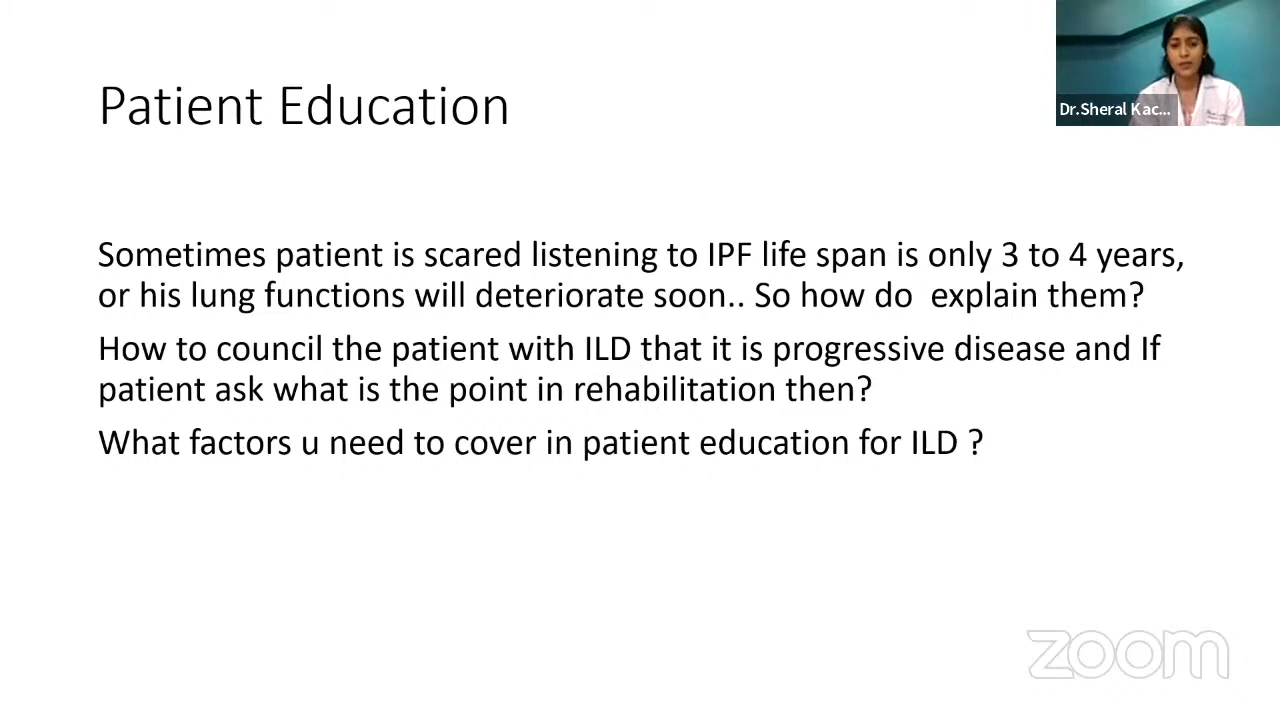 Patient Education
Dr.Sheral Kac...
Sometimes patient is scared listening to IPF life span is only 3 to 4 years,
or his lung functions will deteriorate soon.. So how do  explain them?
How to council the patient with ILD that it is progressive disease and If
patient ask what is the point in rehabilitation then?
What factors u need to cover in patient education for ILD ?
zoom